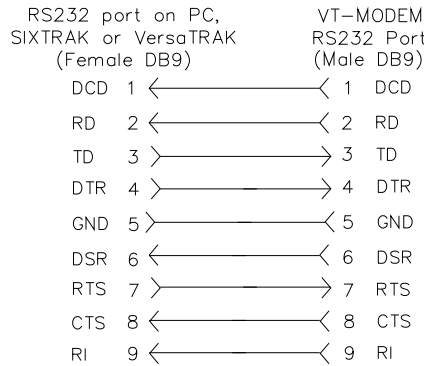 RS232 port on PC, VT-MODEM
SIXTRAK or VersaTRAK RS232 Port
(Female DB9) (Male DB9)
DCD 1 1 DCD
RD 2 2 RD
TD 3 3 TD
DTR 4 4 DTR
GND 5 5 GND
DSR 6 6 DSR
RTS 7 7 RTS
CTS 8 8 CTS
RI 9 9 RI